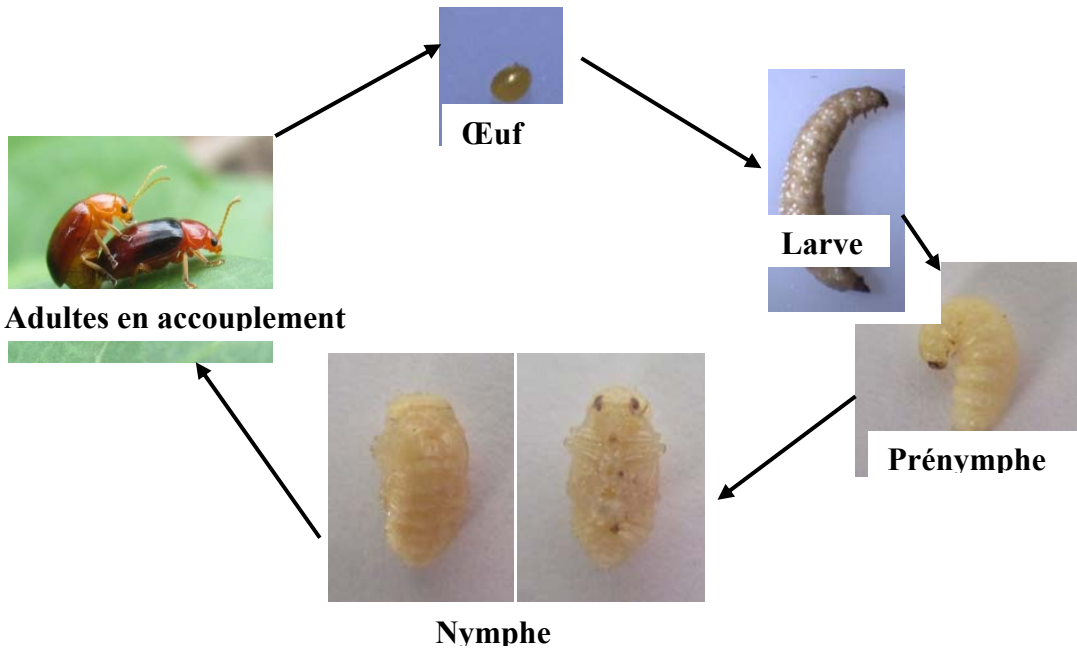 Œuf
Larve
Adultes en accouplement
Prénymphe
Nymphe